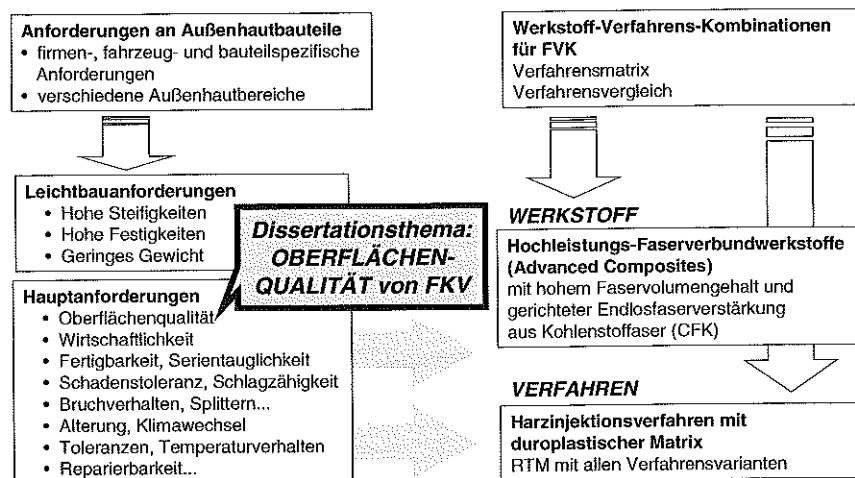 Anforderungen an Außenhautbauteile
• firmen-, fahrzeug- und bauteilspezifische
Anforderungen
• verschiedene Außenhautbereiche
Leichtbauanforderungen
• Hohe Steifigkeiten
• Hohe Festigkeiten
• Geringes Gewicht
Hauptanforderungen
• Oberflächenqualität
• Wirtschaftlichkeit
• Fertigbarkeit, Serientauglichkeit
• Schadenstoleranz, Schlagzähigkeit
• Bruchverhalten, Splittern...
• Alterung, Klimawechsel
• Toleranzen, Temperaturverhalten
• Reparierbarkeit...
Dissertationsthema:
OBERFLÄCHEN-
QUALITÄT von FKV
Werkstoff-Verfahrens-Kombinationen
für FVK
Verfahrensmatrix
Verfahrensvergleich
WERKSTOFF
Hochleistungs-Faserverbundwerkstoffe
(Advanced Composites)
mit hohem Faservolumengehalt und
gerichteter Endlosfaserverstärkung
aus Kohlenstoffaser (CFK)
VERFAHREN
Harzinjektionsverfahren mit
duroplastischer Matrix
RTM mit allen Verfahrensvarianten